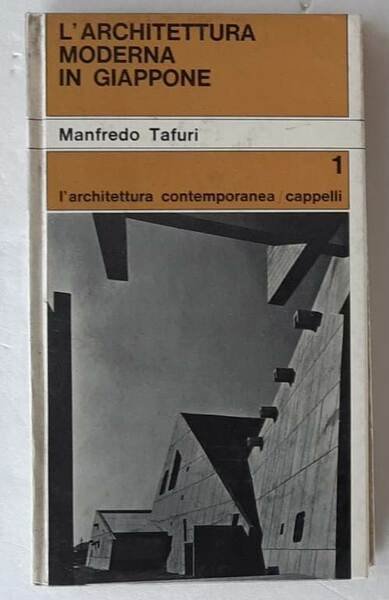 L'ARCHITETTURA
MODERNA
IN GIAPPONE
Manfredo Tafuri
1
l'architettura contemporanea / cappelli